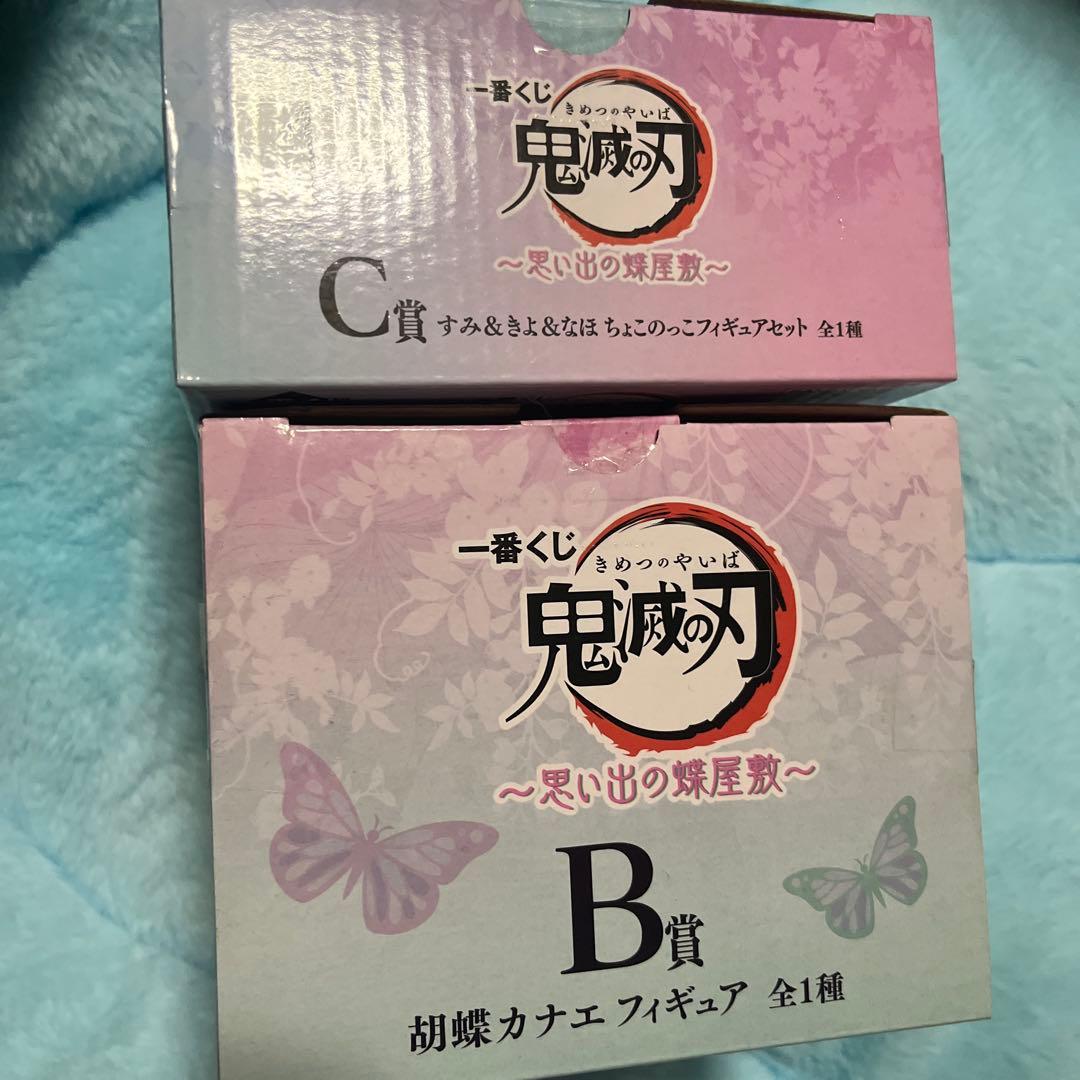 一番くじ
きめつのやいば
鬼滅の刃
~思い出の蝶屋敷~
C賞 すみ&きよ&なほ ちょこのっこフィギュアセット 全1種
一番くじ
きめつのやいば
鬼滅の刃
~思い出の蝶屋敷~
B賞
胡蝶カナエ フィギュア 全1種